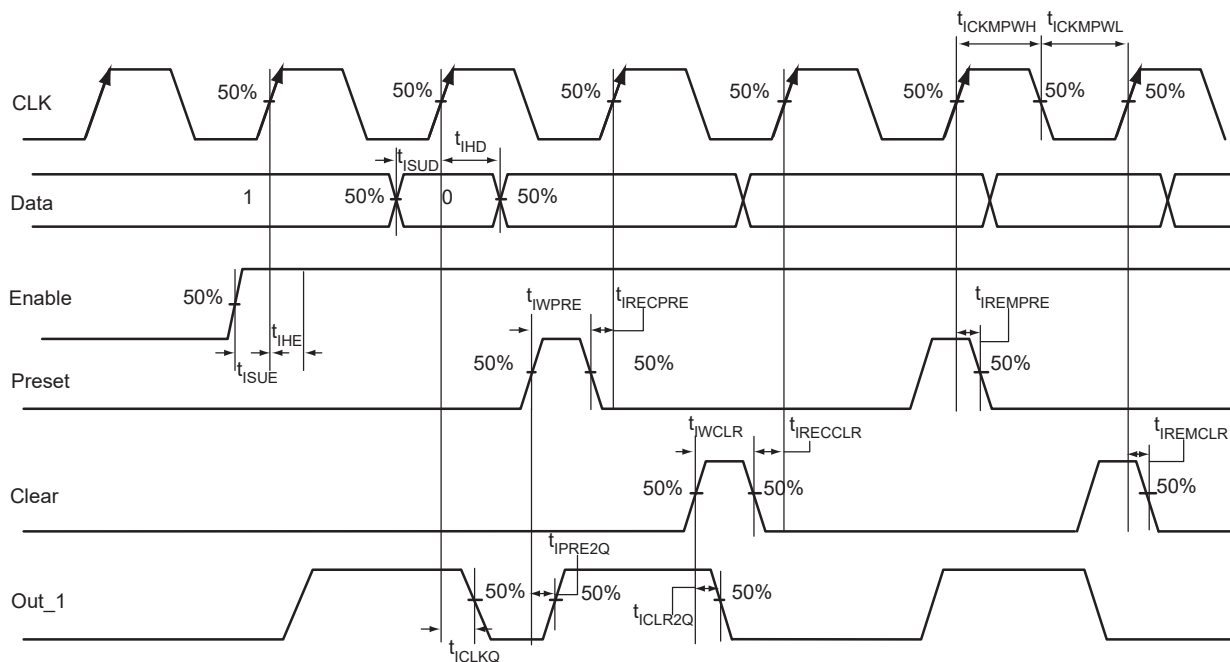 tICKMPWH tICKMPWL
CLK 50% 50% 50% 50% 50% 50% 50%
tISUD tIHD
Data 1 50% 0 50%
Enable 50% tIHE tIWPRE tIRECPRE tIREMPRE
tISUE
Preset 50% 50% 50%
tIWCLR tIRECCLR tIREMCLR
Clear 50% 50% 50%
tIPRE2Q
Out_1 50% 50% tICLR2Q 50%
tICLKQ